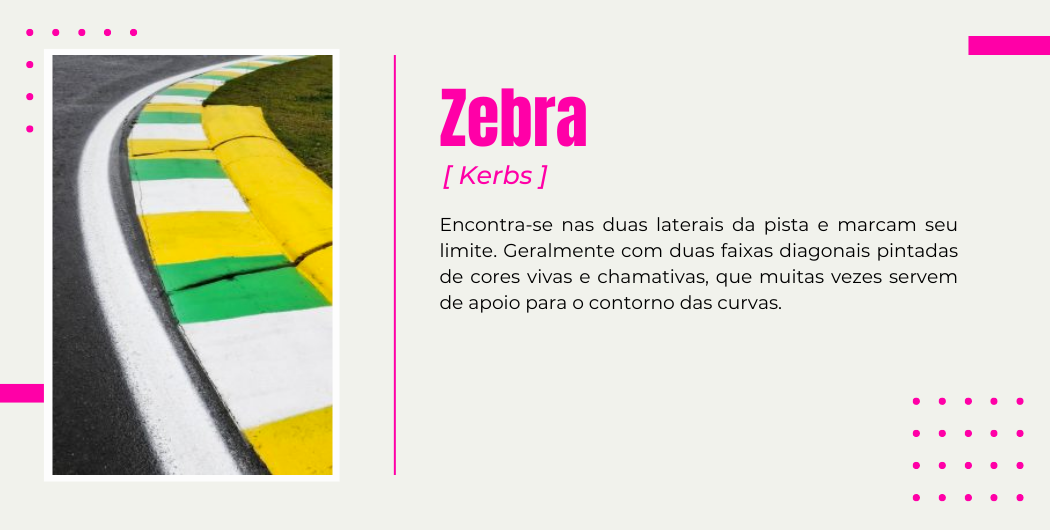 Zebra
[ Kerbs ]
Encontra-se nas duas laterais da pista e marcam seu
limite. Geralmente com duas faixas diagonais pintadas
de cores vivas e chamativas, que muitas vezes servem
de apoio para o contorno das curvas.